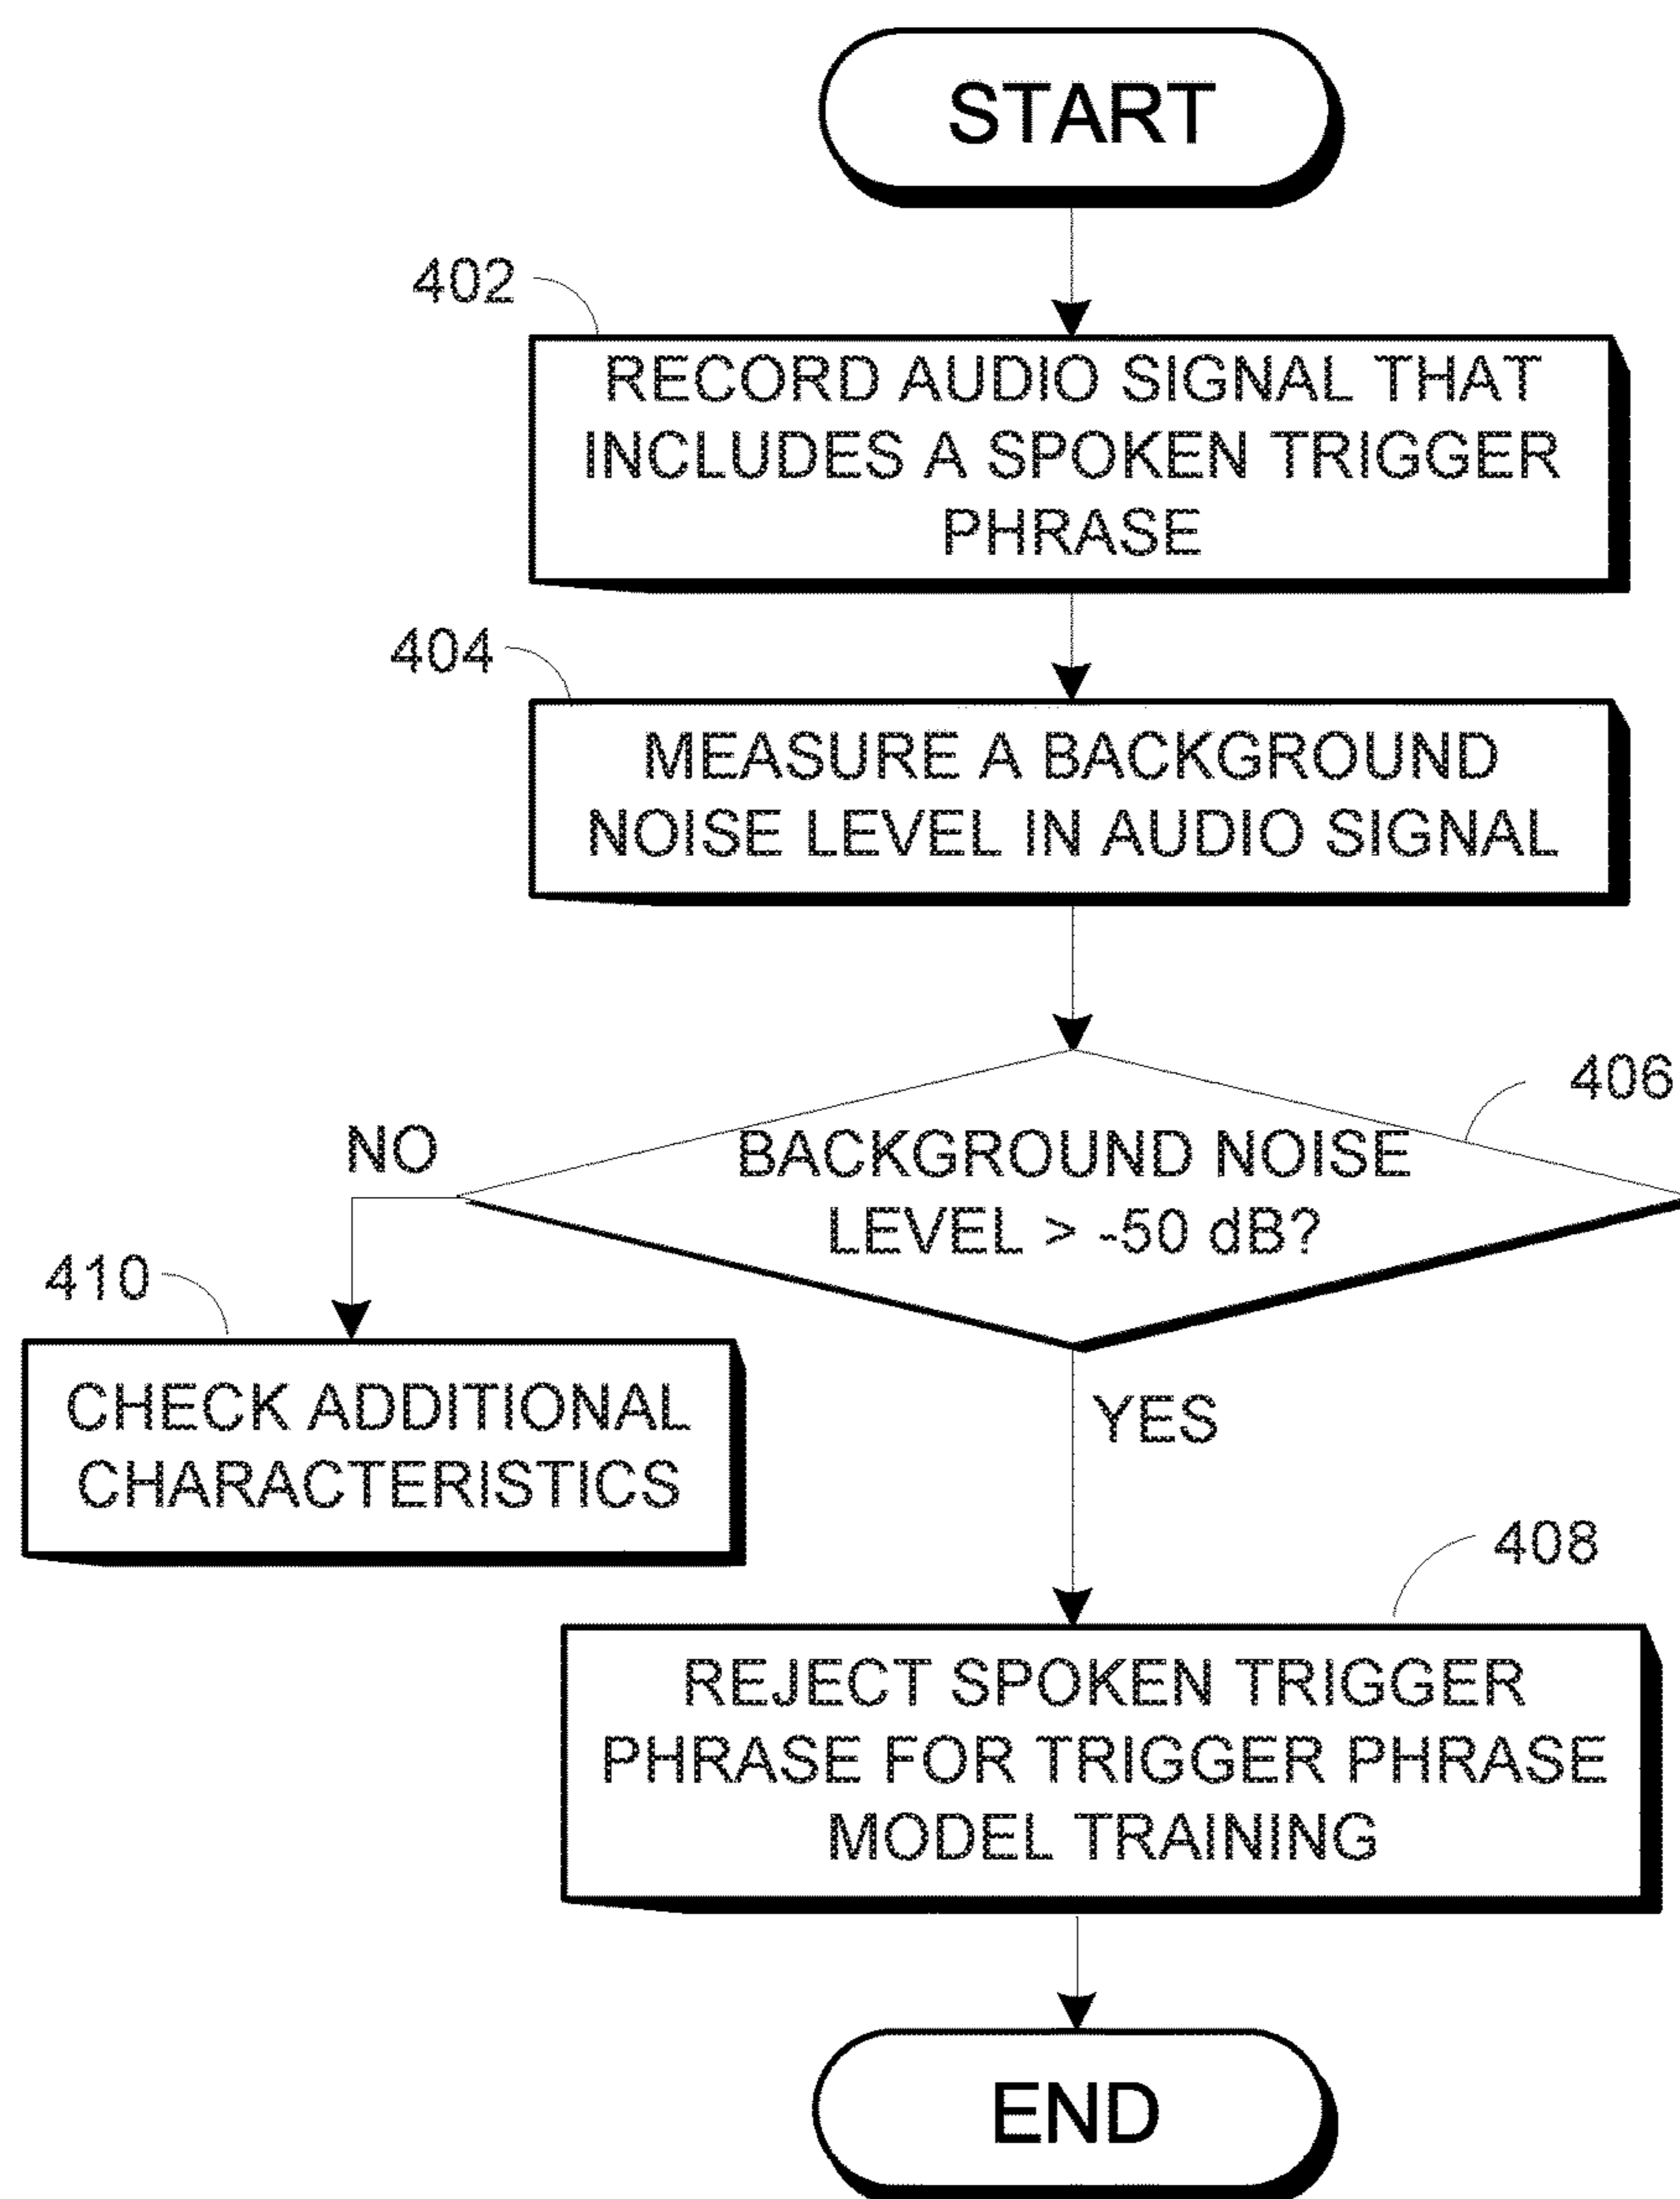 START
402
RECORD AUDIO SIGNAL THAT
INCLUDES A SPOKEN TRIGGER
PHRASE
404
MEASURE A BACKGROUND
NOISE LEVEL IN AUDIO SIGNAL
406
NO
BACKGROUND NOISE
LEVEL > -50 dB?
410
CHECK ADDITIONAL
CHARACTERISTICS
YES
408
REJECT SPOKEN TRIGGER
PHRASE FOR TRIGGER PHRASE
MODEL TRAINING
END